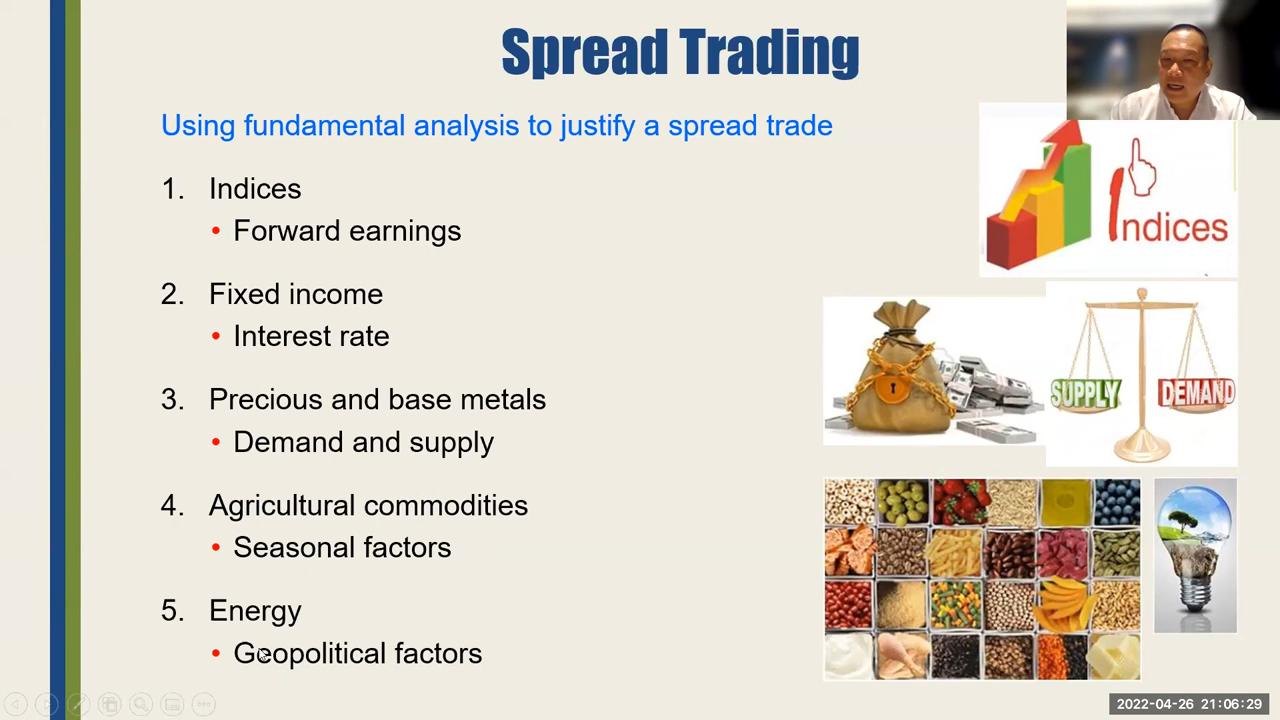 Spread Trading
Using fundamental analysis to justify a spread trade
1. Indices
• Forward earnings
2. Fixed income
• Interest rate
3. Precious and base metals
• Demand and supply
4. Agricultural commodities
• Seasonal factors
5. Energy
• Geopolitical factors
Indices
SUPPLY
DEMAND
2022-04-26 21:06:29